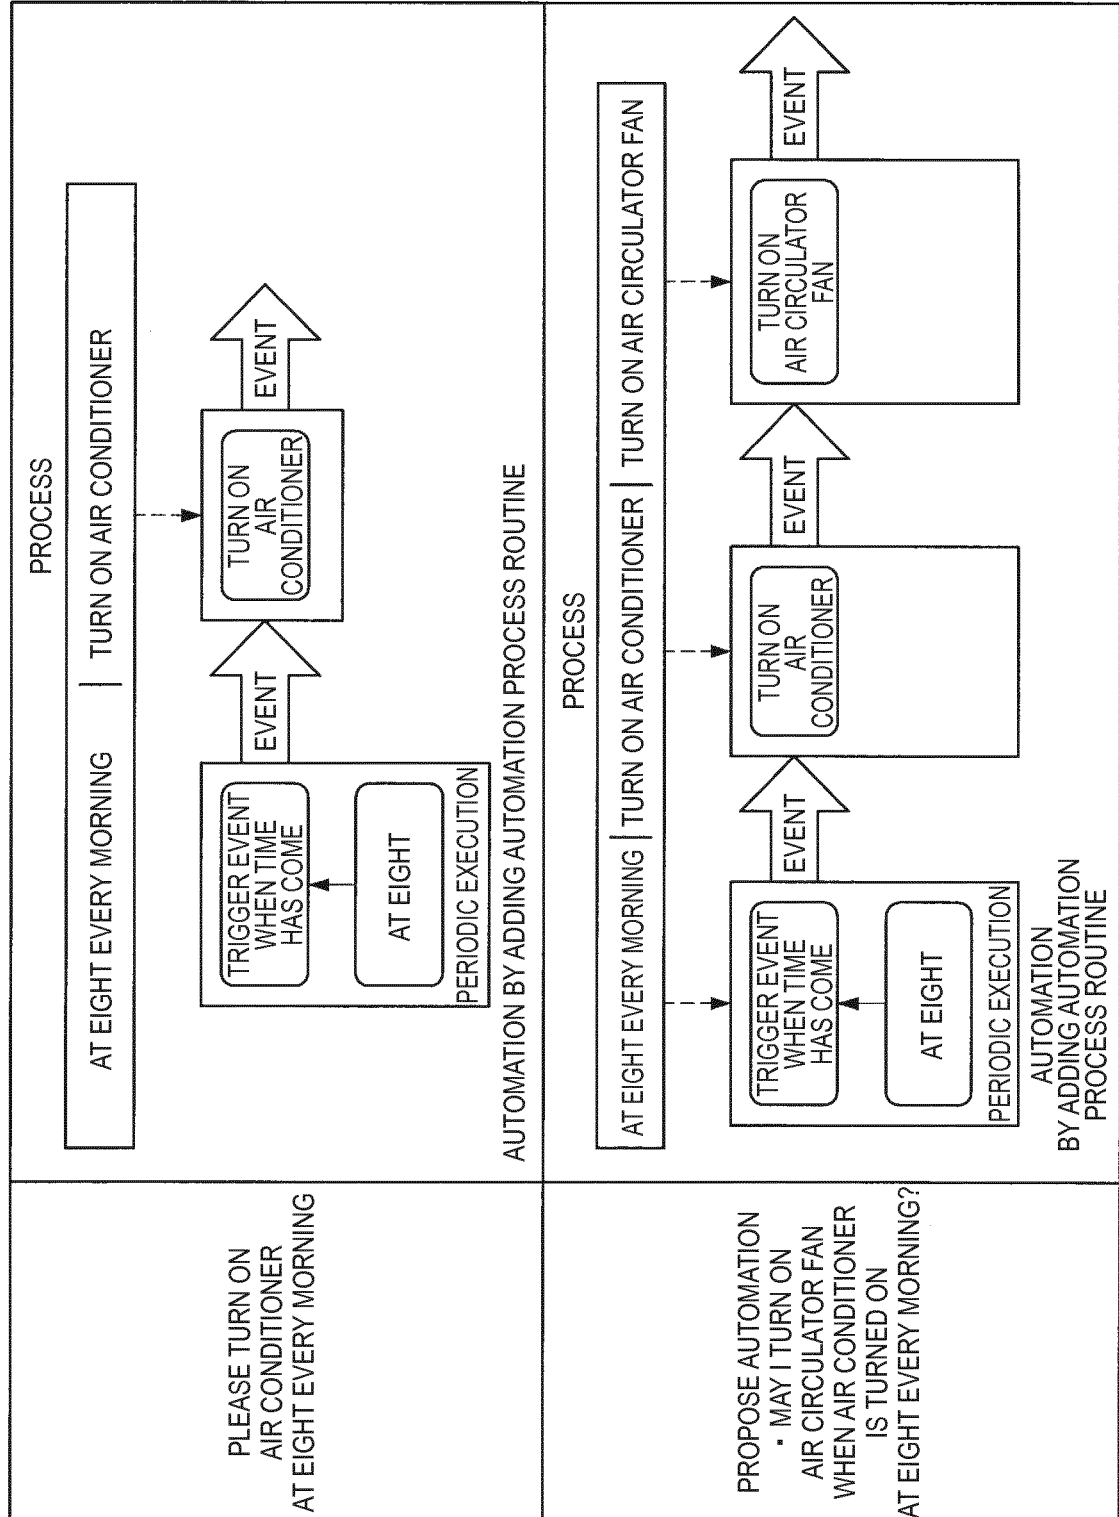 PLEASE TURN ON
AIR CONDITIONER
AT EIGHT EVERY MORNING
PROCESS
AT EIGHT EVERY MORNING | TURN ON AIR CONDITIONER
TRIGGER EVENT
WHEN TIME
HAS COME
AT EIGHT
PERIODIC EXECUTION
EVENT
TURN ON
AIR
CONDITIONER
EVENT
AUTOMATION BY ADDING AUTOMATION PROCESS ROUTINE
PROPOSE AUTOMATION
・MAY I TURN ON
AIR CIRCULATOR FAN
WHEN AIR CONDITIONER
IS TURNED ON
AT EIGHT EVERY MORNING?
PROCESS
AT EIGHT EVERY MORNING | TURN ON AIR CONDITIONER | TURN ON AIR CIRCULATOR FAN
TRIGGER EVENT
WHEN TIME
HAS COME
AT EIGHT
PERIODIC EXECUTION
EVENT
TURN ON
AIR
CONDITIONER
EVENT
TURN ON
AIR CIRCULATOR
FAN
EVENT
AUTOMATION
BY ADDING AUTOMATION
PROCESS ROUTINE